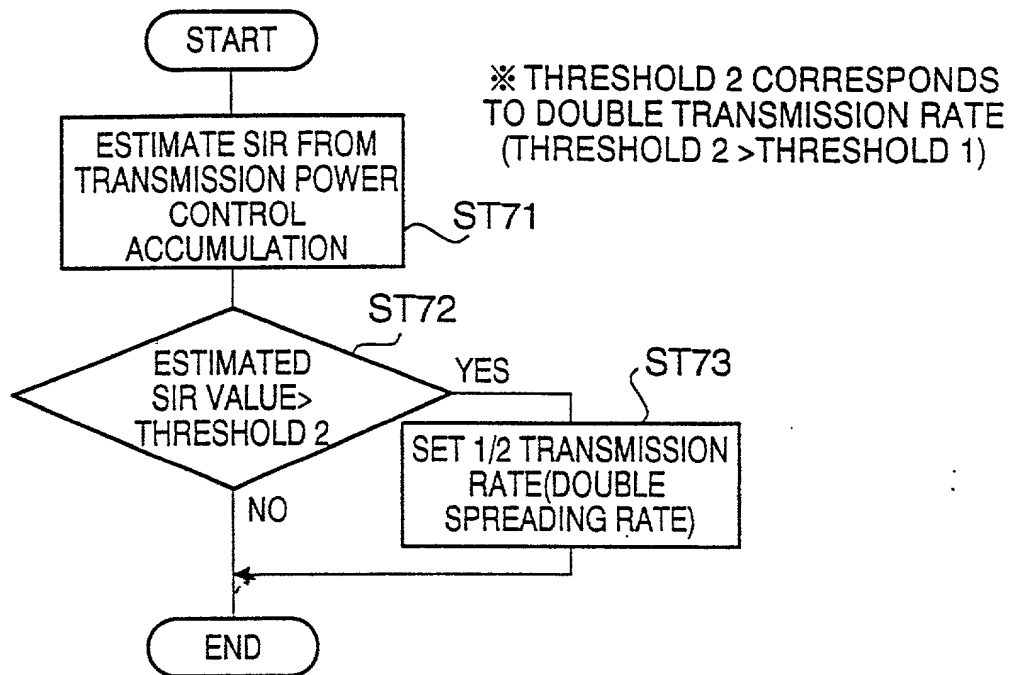 START
※ THRESHOLD 2 CORRESPONDS
TO DOUBLE TRANSMISSION RATE
(THRESHOLD 2 >THRESHOLD 1)
ESTIMATE SIR FROM
TRANSMISSION POWER
CONTROL
ACCUMULATION
ST71
ST72
ESTIMATED
SIR VALUE>
THRESHOLD 2
YES
ST73
SET 1/2 TRANSMISSION
RATE(DOUBLE
SPREADING RATE)
NO
END